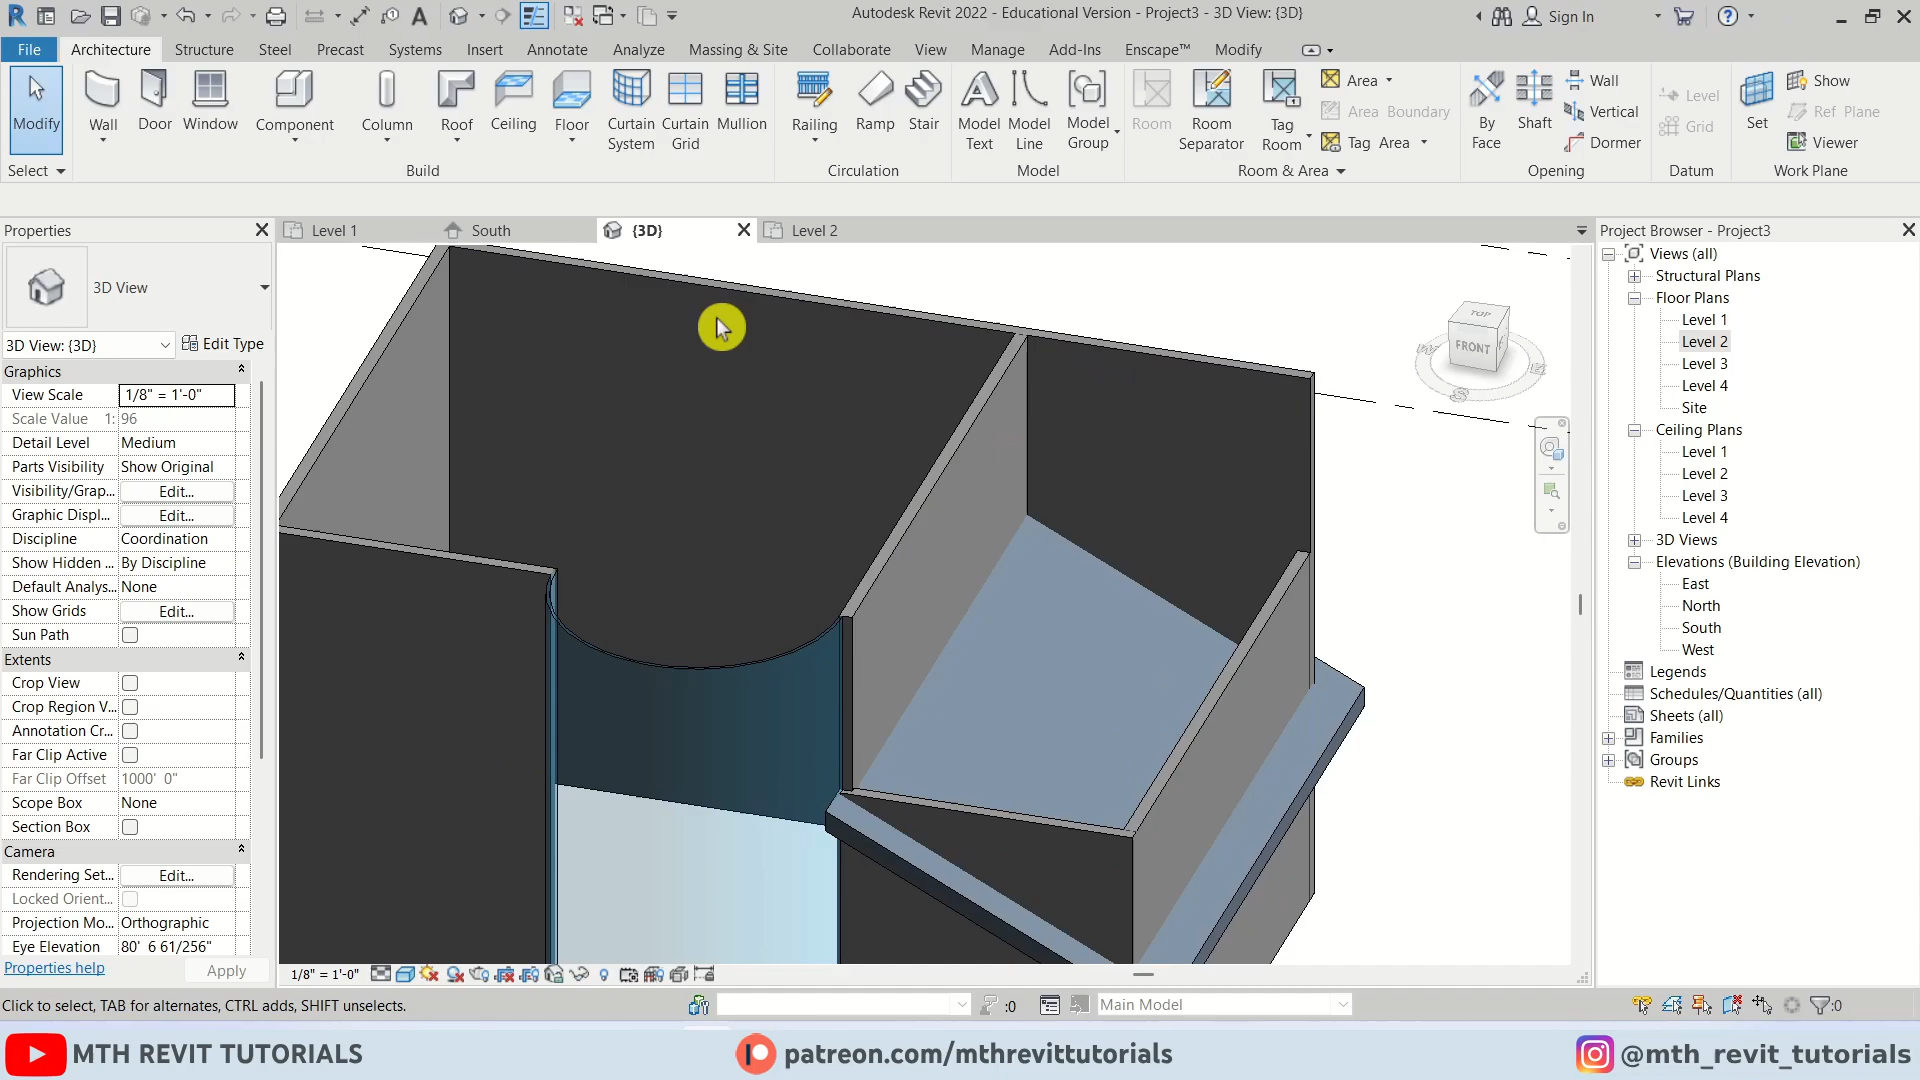 Autodesk Revit 2022 - Educational Version - Project3 - 3D View: {3D}
Sign In
File Architecture Structure Steel Precast Systems Insert Annotate Analyze Massing & Site Collaborate View Manage Add-Ins Enscape™ Modify
Modify
Wall
Door
Window
Component
Column
Roof
Ceiling
Floor
Curtain System
Curtain Grid
Mullion
Railing
Ramp
Stair
Model Text
Model Line
Model Group
Room
Room Separator
Tag Room
Area
Area Boundary
Tag Area
By Face
Shaft
Wall
Vertical
Dormer
Level
Grid
Set
Show
Ref Plane
Viewer
Select Build Circulation Model Room & Area Opening Datum Work Plane
Properties
Level 1 South {3D} Level 2
3D View
3D View: {3D} Edit Type
Graphics
View Scale 1/8" = 1'-0"
Scale Value 1: 96
Detail Level Medium
Parts Visibility Show Original
Visibility/Grap... Edit...
Graphic Displ... Edit...
Discipline Coordination
Show Hidden ... By Discipline
Default Analys... None
Show Grids Edit...
Sun Path
Extents
Crop View
Crop Region V...
Annotation Cr...
Far Clip Active
Far Clip Offset 1000' 0"
Scope Box None
Section Box
Camera
Rendering Set... Edit...
Locked Orient...
Projection Mo... Orthographic
Eye Elevation 80' 6 61/256"
Properties help Apply
TOP
FRONT
W
S
E
Project Browser - Project3
Views (all)
Structural Plans
Floor Plans
Level 1
Level 2
Level 3
Level 4
Site
Ceiling Plans
Level 1
Level 2
Level 3
Level 4
3D Views
Elevations (Building Elevation)
East
North
South
West
Legends
Schedules/Quantities (all)
Sheets (all)
Families
Groups
Revit Links
1/8" = 1'-0"
Click to select, TAB for alternates, CTRL adds, SHIFT unselects.
:0
Main Model
:0
MTH REVIT TUTORIALS
patreon.com/mthrevittutorials
@mth_revit_tutorials